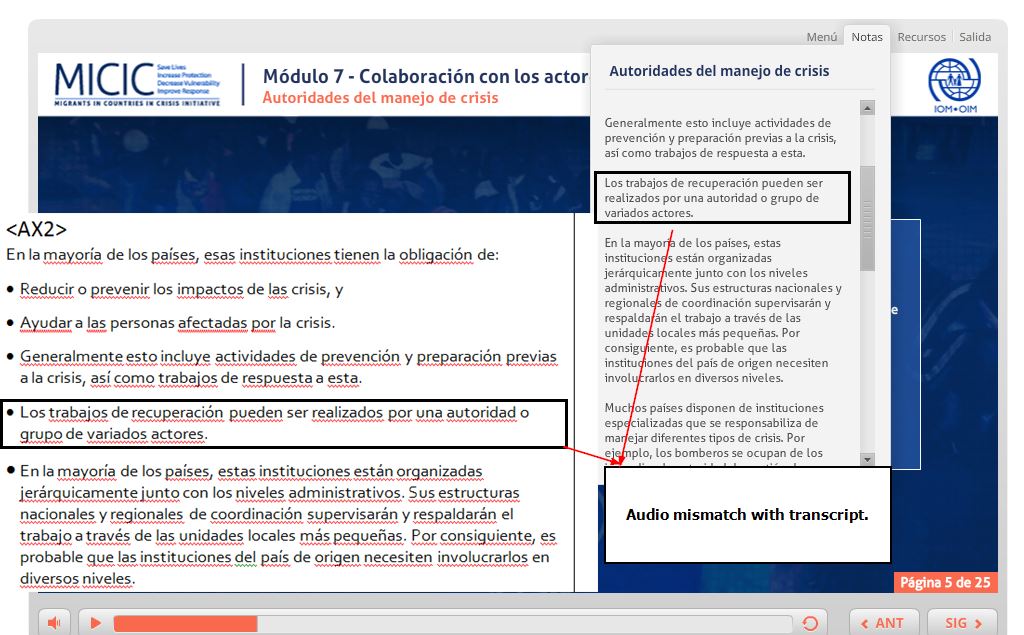 Menú Notas Recursos Salida
MICIC
Save Lives
Increase Protection
Decrease Vulnerability
Improve Response
MIGRANTS IN COUNTRIES IN CRISIS INITIATIVE
Módulo 7 - Colaboración con los actor
Autoridades del manejo de crisis
IOM•OIM
Autoridades del manejo de crisis
Generalmente esto incluye actividades de
prevención y preparación previas a la crisis,
así como trabajos de respuesta a esta.
Los trabajos de recuperación pueden ser
realizados por una autoridad o grupo de
variados actores.
En la mayoría de los países, estas
instituciones están organizadas
jerárquicamente junto con los niveles
administrativos. Sus estructuras nacionales y
regionales de coordinación supervisarán y
respaldarán el trabajo a través de las
unidades locales más pequeñas. Por
consiguiente, es probable que las
instituciones del país de origen necesiten
involucrarlos en diversos niveles.
Muchos países disponen de instituciones
especializadas que se responsabiliza de
manejar diferentes tipos de crisis. Por
ejemplo, los bomberos se ocupan de los
<AX2>
En la mayoría de los países, esas instituciones tienen la obligación de:
• Reducir o prevenir los impactos de las crisis, y
• Ayudar a las personas afectadas por la crisis.
• Generalmente esto incluye actividades de prevención y preparación previas
a la crisis, así como trabajos de respuesta a esta.
• Los trabajos de recuperación pueden ser realizados por una autoridad o
grupo de variados actores.
• En la mayoría de los países, estas instituciones están organizadas
jerárquicamente junto con los niveles administrativos. Sus estructuras
nacionales y regionales de coordinación supervisarán y respaldarán el
trabajo a través de las unidades locales más pequeñas. Por consiguiente, es
probable que las instituciones del país de origen necesiten involucrarlos en
diversos niveles.
e
Audio mismatch with transcript.
Página 5 de 25
ANT
SIG